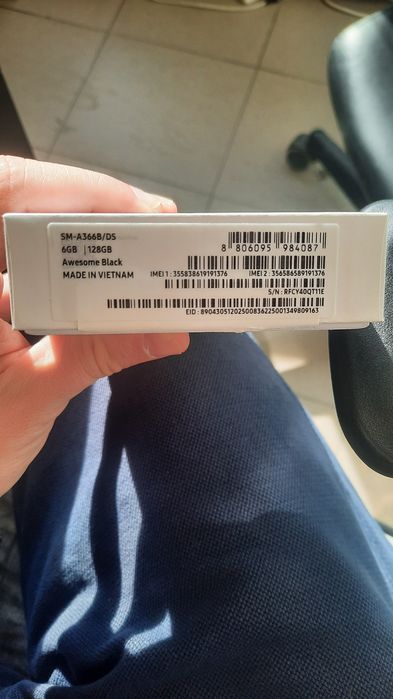 SM-A366B/DS
6GB | 128GB
Awesome Black
MADE IN VIETNAM
8 806095 984087
IMEI 1 : 355838619191376 IMEI 2 : 356586589191376
S/N : RFCY40QT11E
EID : 89043051202500836225001349809163